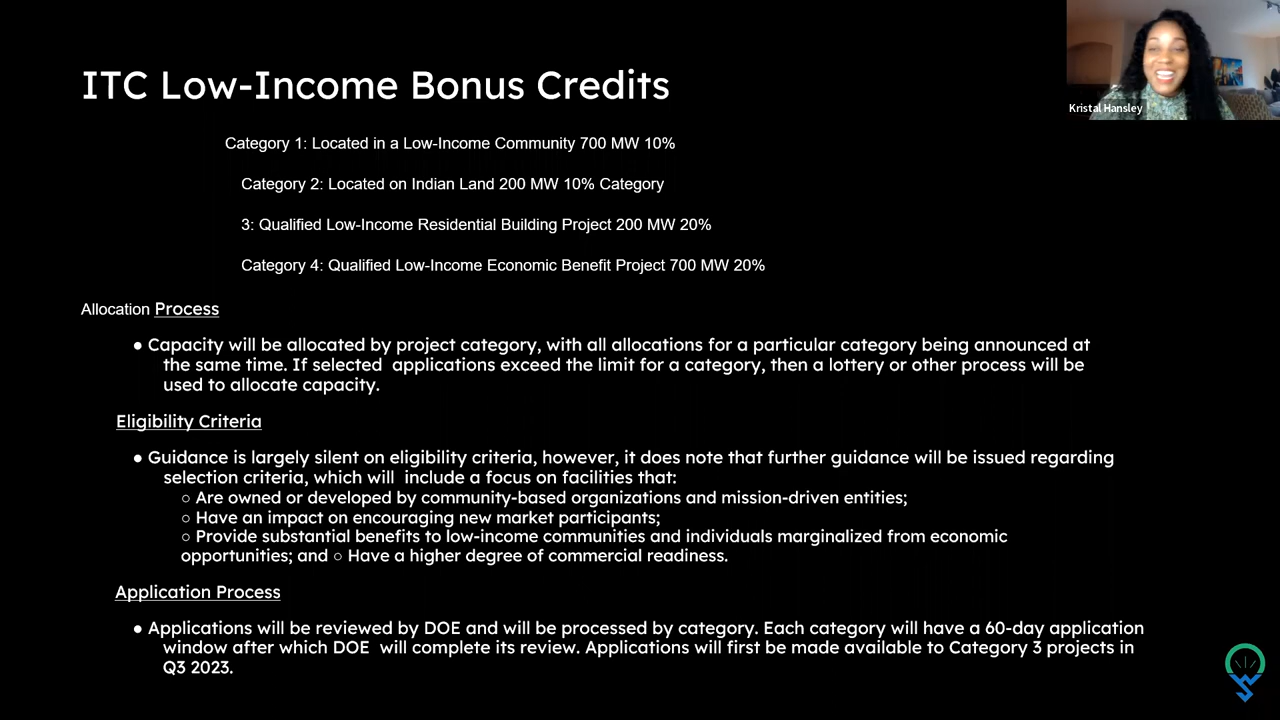 ITC Low-Income Bonus Credits
Kristal Hansley
Category 1: Located in a Low-Income Community 700 MW 10%
Category 2: Located on Indian Land 200 MW 10% Category
3: Qualified Low-Income Residential Building Project 200 MW 20%
Category 4: Qualified Low-Income Economic Benefit Project 700 MW 20%
Allocation Process
● Capacity will be allocated by project category, with all allocations for a particular category being announced at
the same time. If selected applications exceed the limit for a category, then a lottery or other process will be
used to allocate capacity.
Eligibility Criteria
● Guidance is largely silent on eligibility criteria, however, it does note that further guidance will be issued regarding
selection criteria, which will include a focus on facilities that:
○ Are owned or developed by community-based organizations and mission-driven entities;
○ Have an impact on encouraging new market participants;
○ Provide substantial benefits to low-income communities and individuals marginalized from economic
opportunities; and ○ Have a higher degree of commercial readiness.
Application Process
● Applications will be reviewed by DOE and will be processed by category. Each category will have a 60-day application
window after which DOE will complete its review. Applications will first be made available to Category 3 projects in
Q3 2023.